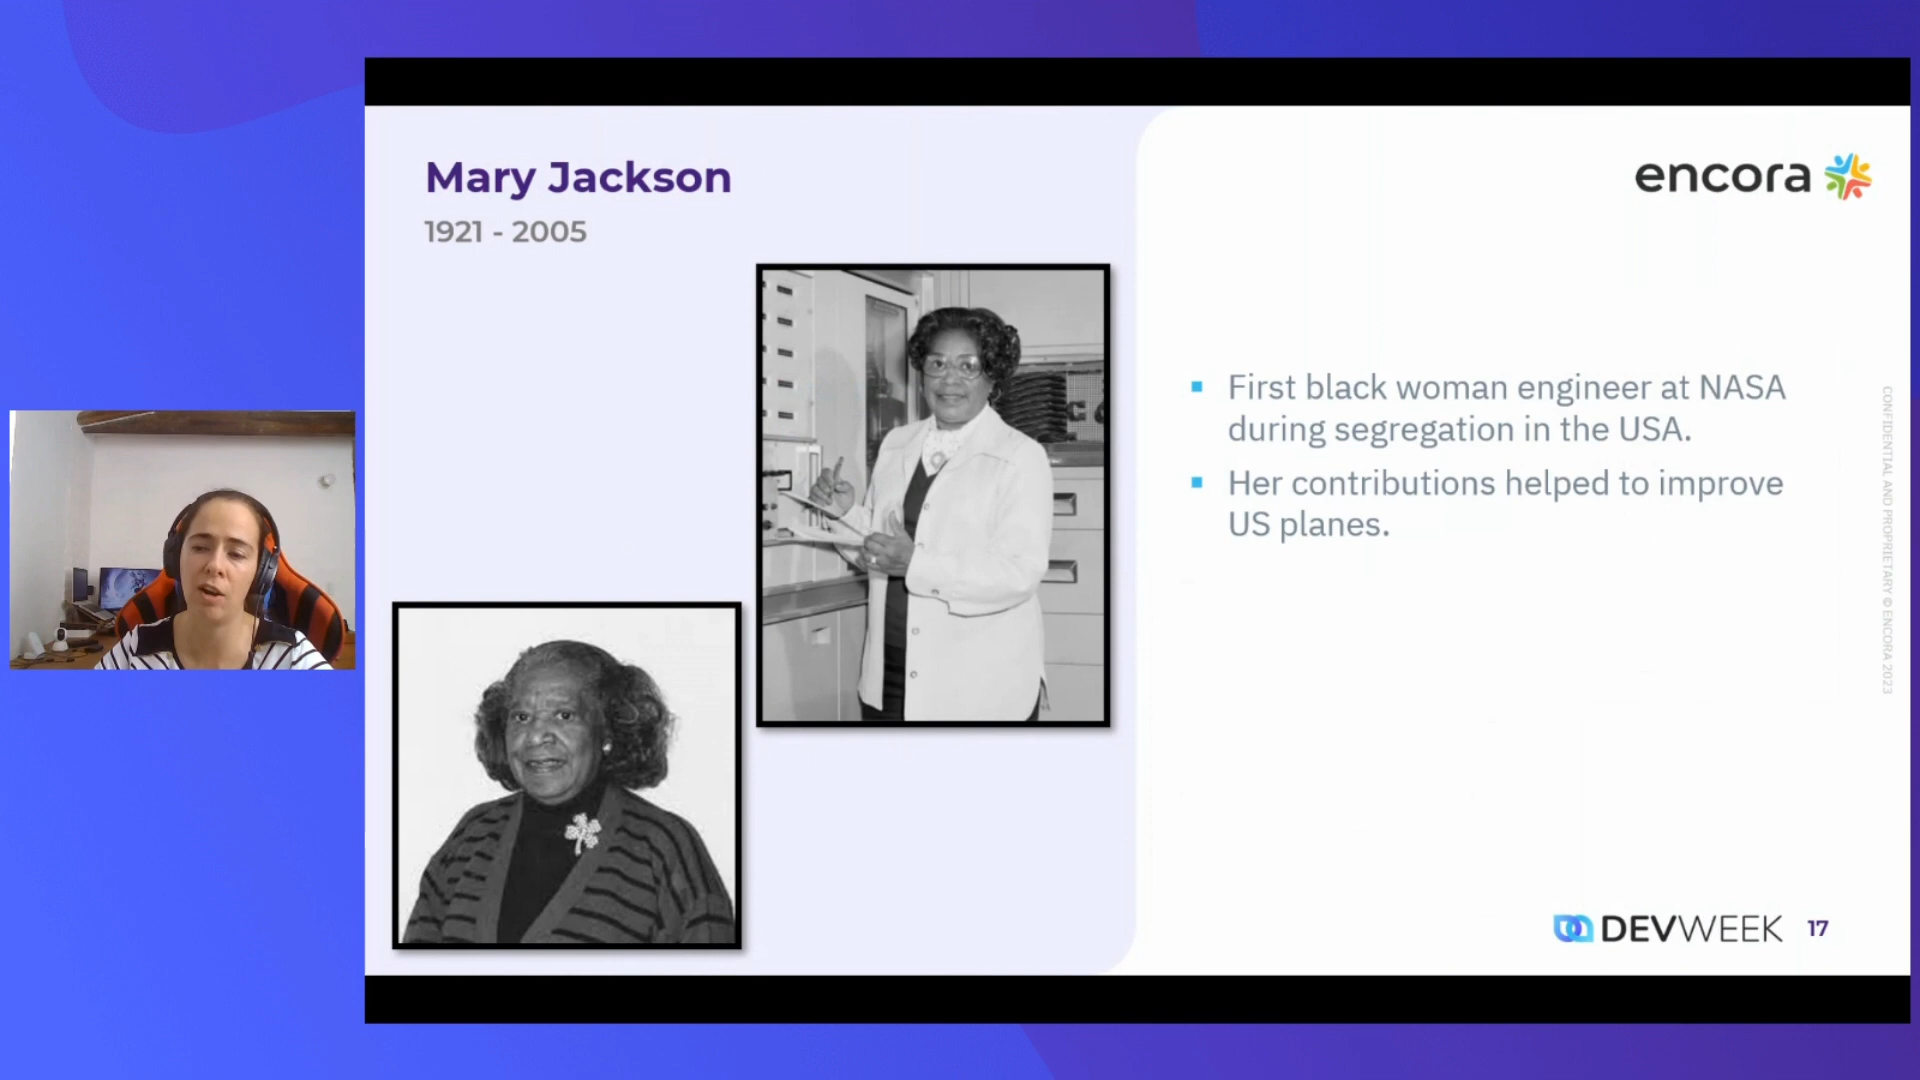 Mary Jackson
1921 - 2005
encora
First black woman engineer at NASA
during segregation in the USA.
Her contributions helped to improve
US planes.
CONFIDENTIAL AND PROPRIETARY © ENCORA 2023
DEVWEEK
17